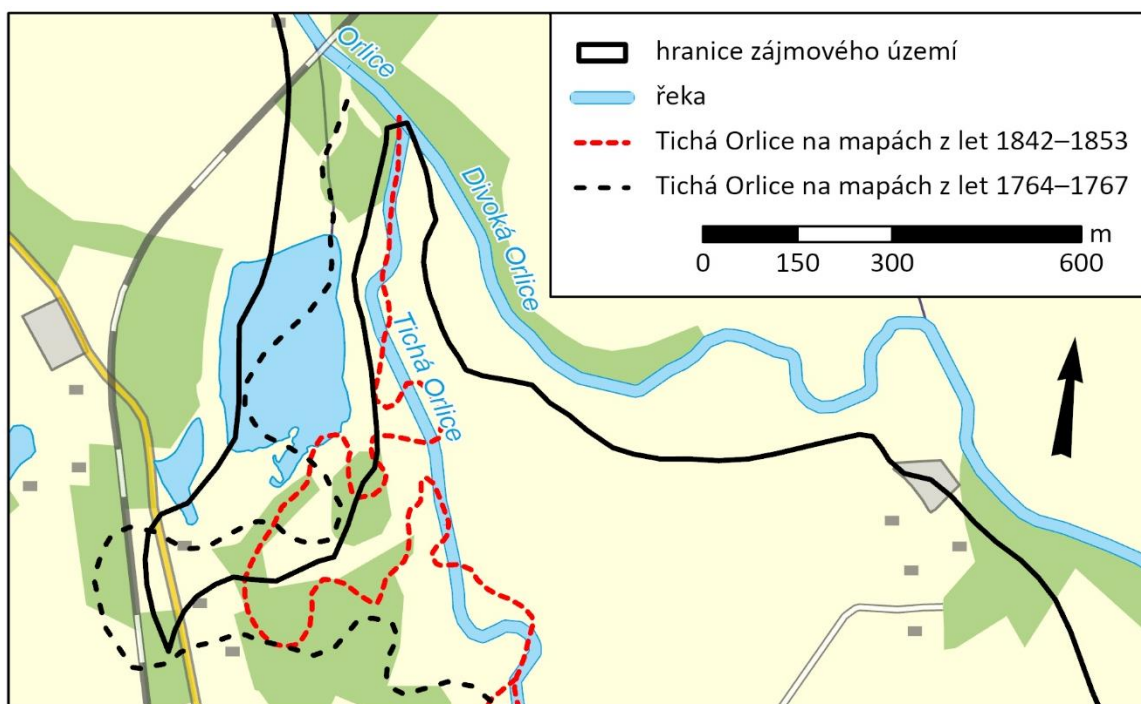 Orlice
Divoká Orlice
Tichá Orlice
hranice zájmového území
řeka
Tichá Orlice na mapách z let 1842–1853
Tichá Orlice na mapách z let 1764–1767
m
0 150 300 600